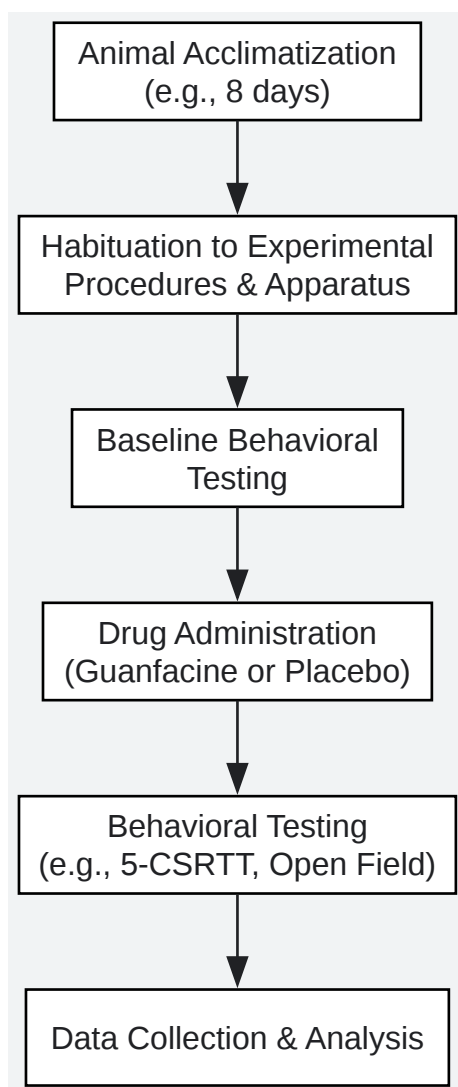 Animal Acclimatization
(e.g., 8 days)
Habituation to Experimental
Procedures & Apparatus
Baseline Behavioral
Testing
Drug Administration
(Guanfacine or Placebo)
Behavioral Testing
(e.g., 5-CSRTT, Open Field)
Data Collection & Analysis